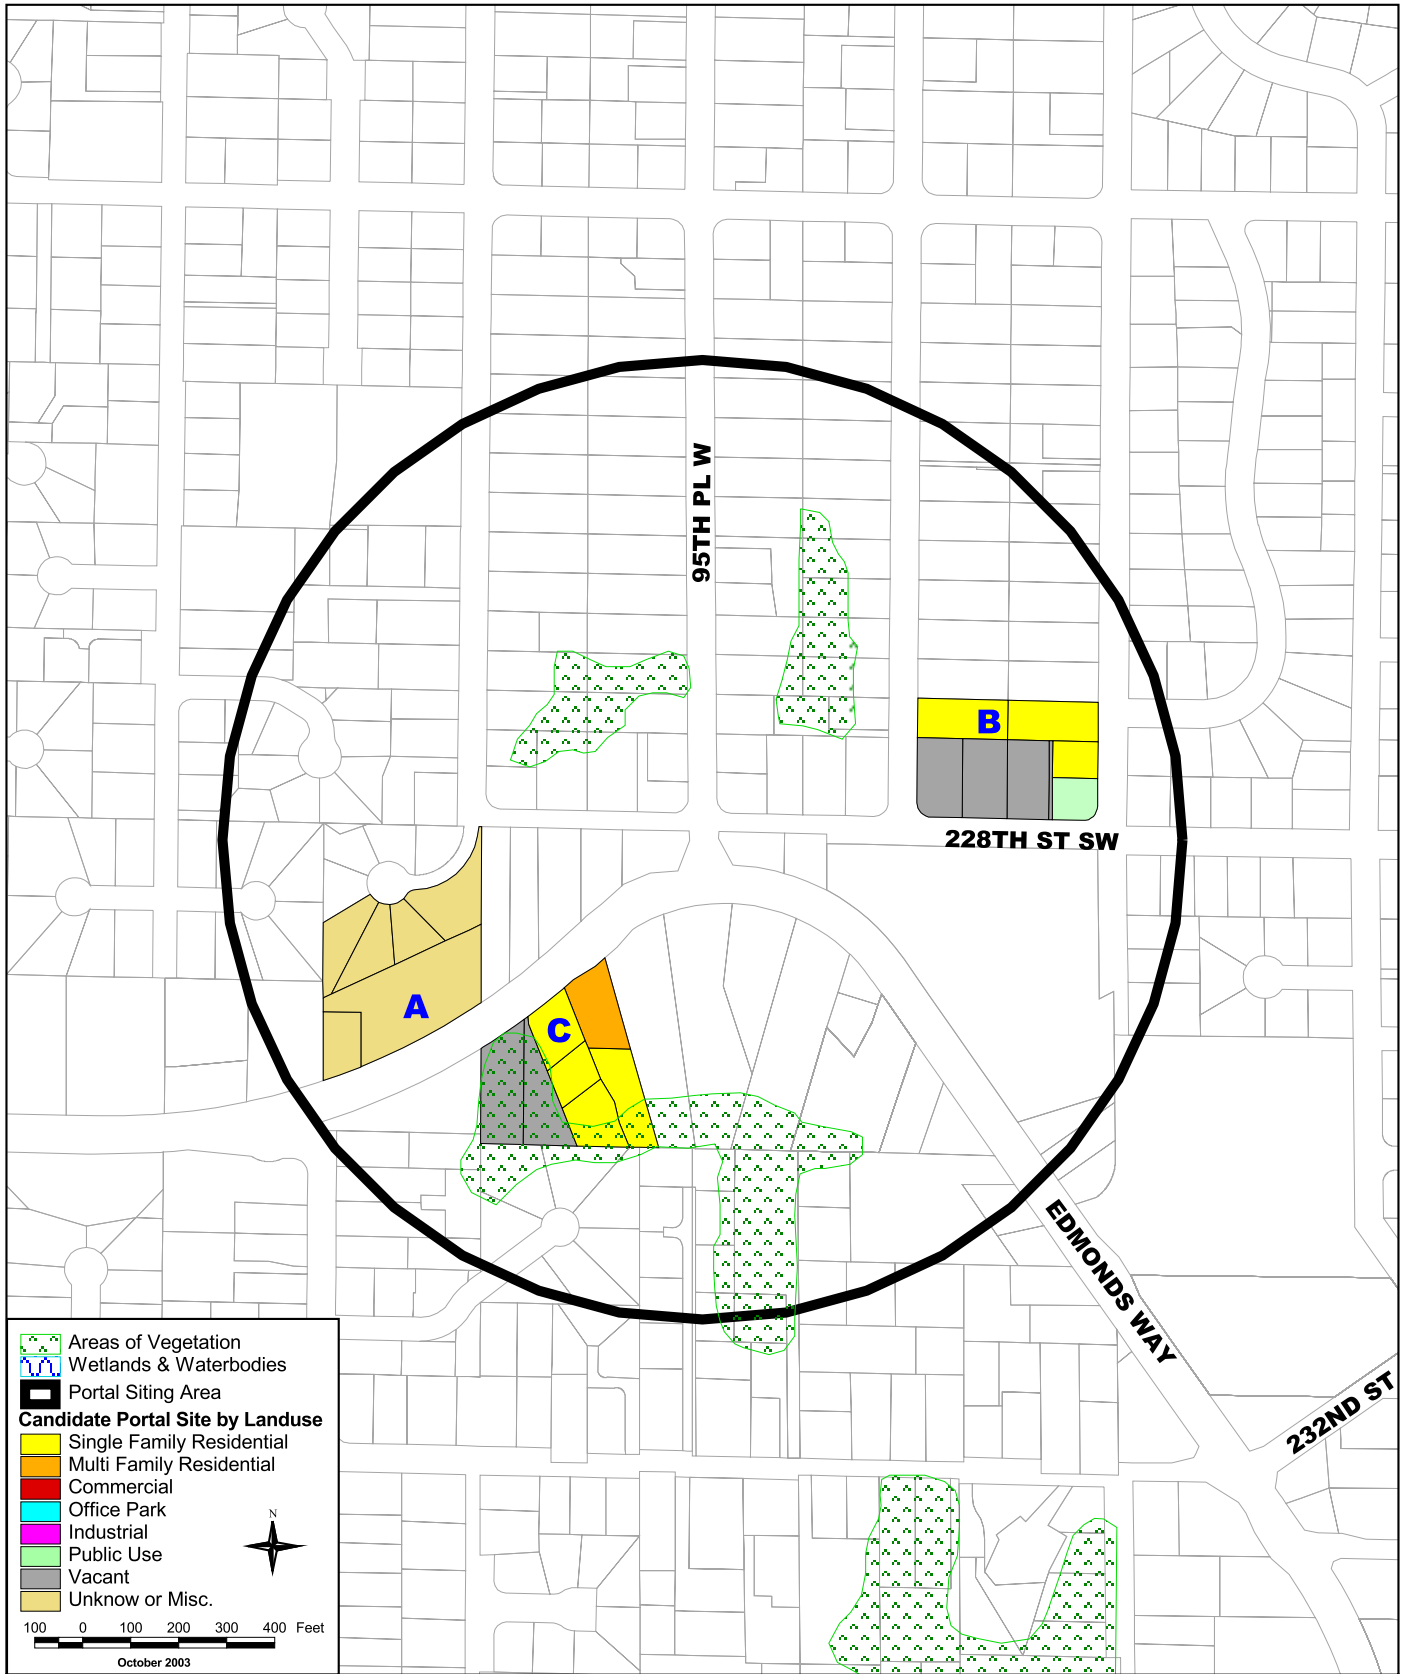 95TH PL W
B
228TH ST SW
A
C
EDMONDS WAY
232ND ST
Areas of Vegetation
Wetlands & Waterbodies
Portal Siting Area
Candidate Portal Site by Landuse
Single Family Residential
Multi Family Residential
Commercial
Office Park
Industrial
Public Use
Vacant
Unknow or Misc.
N
100 0 100 200 300 400 Feet
October 2003